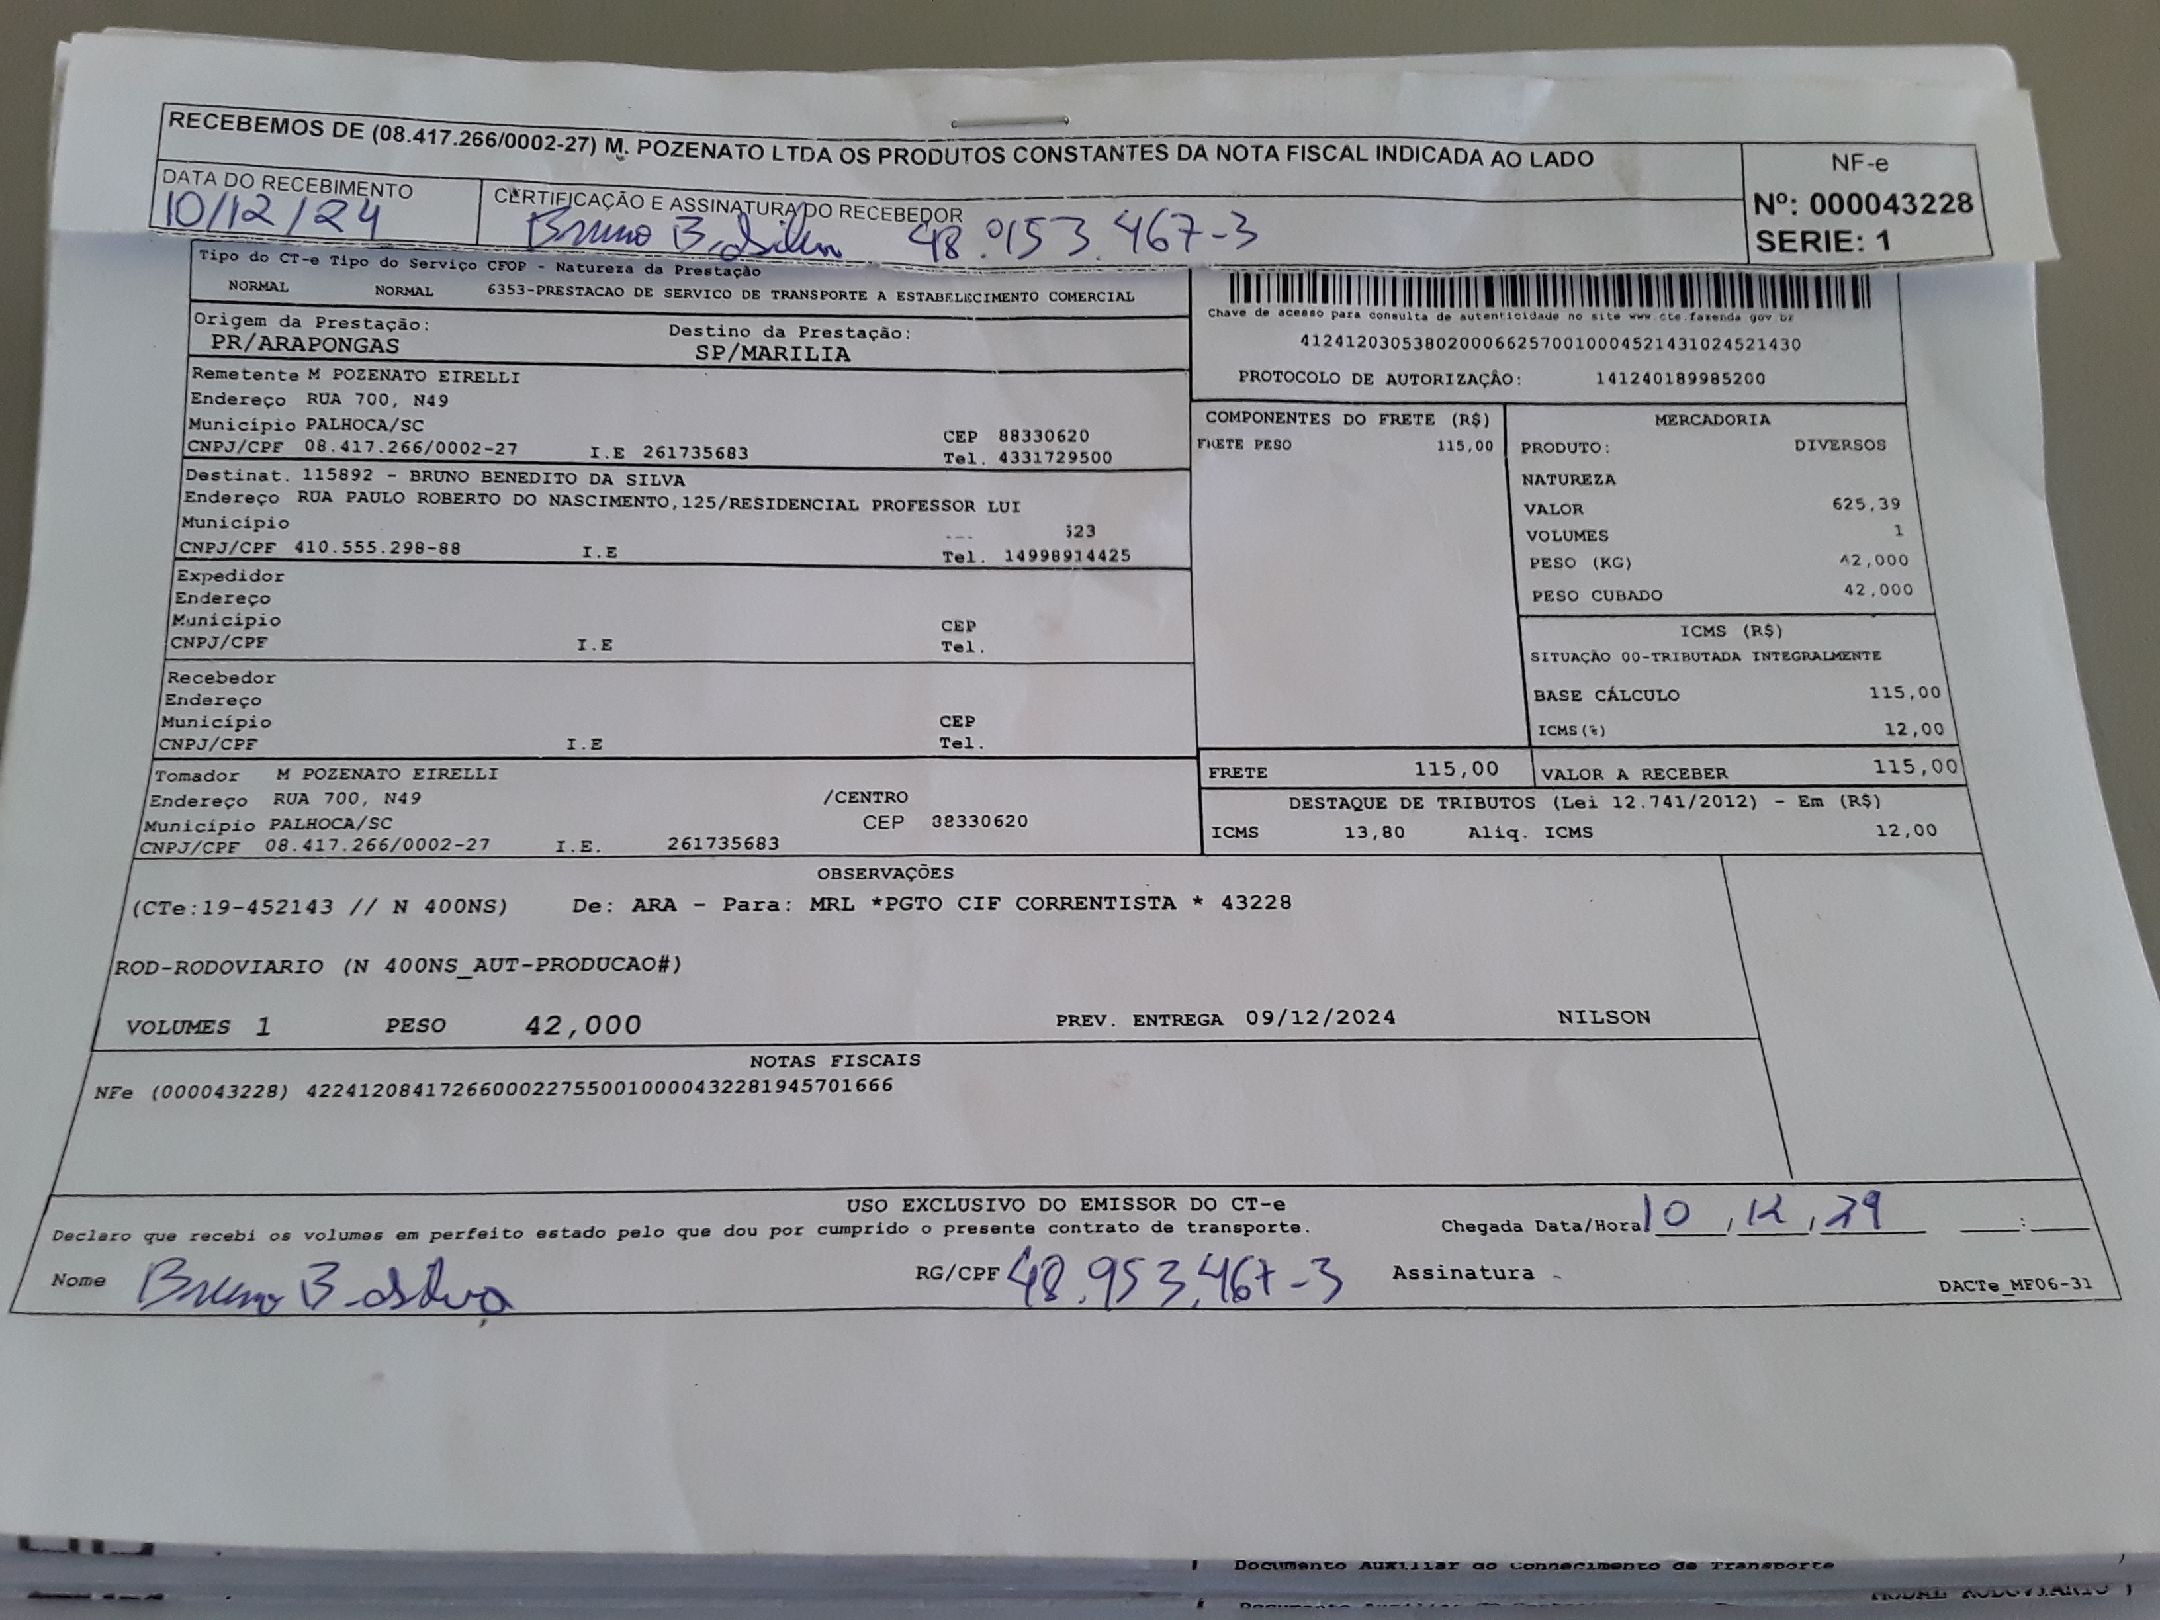 RECEBEMOS DE (08.417.266/0002-27) M. POZENATO LTDA OS PRODUTOS CONSTANTES DA NOTA FISCAL INDICADA AO LADO
NF-e
Nº: 000043228
SERIE: 1
DATA DO RECEBIMENTO
10/12/24
CERTIFICAÇÃO E ASSINATURA DO RECEBEDOR
Bruno B. da Silva 48.953.467-3
Tipo do CT-e Tipo do Serviço CFOP - Natureza da Prestação
NORMAL NORMAL 6353-PRESTACAO DE SERVICO DE TRANSPORTE A ESTABELECIMENTO COMERCIAL
Origem da Prestação: Destino da Prestação:
PR/ARAPONGAS SP/MARILIA
Chave de acesso para consulta de autenticidade no site www.cte.fazenda gov br
41241203053802000662570010004521431024521430
PROTOCOLO DE AUTORIZAÇÂO: 141240189985200
Remetente M POZENATO EIRELLI
Endereço RUA 700, N49
Município PALHOCA/SC CEP 88330620
CNPJ/CPF 08.417.266/0002-27 I.E 261735683 Tel. 4331729500
Destinat. 115892 - BRUNO BENEDITO DA SILVA
Endereço RUA PAULO ROBERTO DO NASCIMENTO,125/RESIDENCIAL PROFESSOR LUI
Município 523
CNPJ/CPF 410.555.298-88 I.E Tel. 14998914425
Expedidor
Endereço
Município CEP
CNPJ/CPF I.E Tel.
Recebedor
Endereço
Município CEP
CNPJ/CPF I.E Tel.
Tomador M POZENATO EIRELLI
Endereço RUA 700, N49 /CENTRO
Município PALHOCA/SC CEP 88330620
CNPJ/CPF 08.417.266/0002-27 I.E. 261735683
COMPONENTES DO FRETE (R$)
FRETE PESO 115,00
MERCADORIA
PRODUTO: DIVERSOS
NATUREZA
VALOR 625,39
VOLUMES 1
PESO (KG) 42,000
PESO CUBADO 42,000
ICMS (R$)
SITUAÇÃO 00-TRIBUTADA INTEGRALMENTE
BASE CÁLCULO 115,00
ICMS(%) 12,00
FRETE 115,00 VALOR A RECEBER 115,00
DESTAQUE DE TRIBUTOS (Lei 12.741/2012) - Em (R$)
ICMS 13,80 Aliq. ICMS 12,00
OBSERVAÇÕES
(CTe:19-452143 // N 400NS) De: ARA - Para: MRL *PGTO CIF CORRENTISTA * 43228
ROD-RODOVIARIO (N 400NS_AUT-PRODUCAO#)
VOLUMES 1 PESO 42,000 PREV. ENTREGA 09/12/2024 NILSON
NOTAS FISCAIS
NFe (000043228) 42241208417266000227550010000432281945701666
USO EXCLUSIVO DO EMISSOR DO CT-e
Declaro que recebi os volumes em perfeito estado pelo que dou por cumprido o presente contrato de transporte. Chegada Data/Hora 10 / 12 / 24 :
Nome Bruno B. da Silva RG/CPF 48.953.467-3 Assinatura
DACTe_MF06-31
Documento Auxiliar do Conhecimento de Transporte
MODAL RODOVIARIO